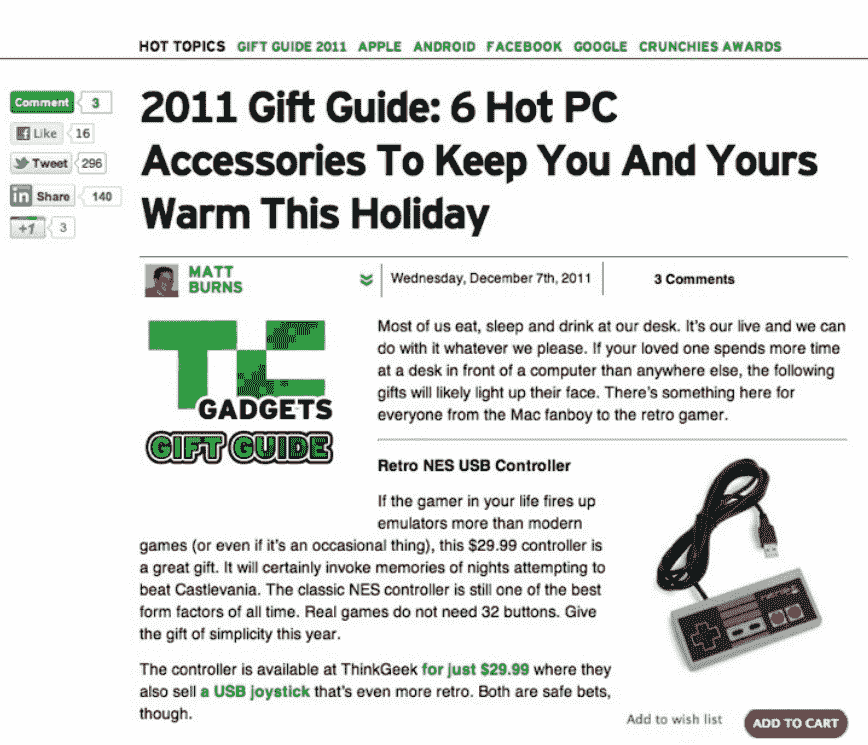 HOT TOPICS GIFT GUIDE 2011 APPLE ANDROID FACEBOOK GOOGLE CRUNCHIES AWARDS
Comment 3
Like 16
Tweet 296
in Share 140
+1 3
2011 Gift Guide: 6 Hot PC
Accessories To Keep You And Yours
Warm This Holiday
MATT
BURNS
Wednesday, December 7th, 2011
3 Comments
TC
GADGETS
GIFT GUIDE
Most of us eat, sleep and drink at our desk. It's our live and we can
do with it whatever we please. If your loved one spends more time
at a desk in front of a computer than anywhere else, the following
gifts will likely light up their face. There's something here for
everyone from the Mac fanboy to the retro gamer.
Retro NES USB Controller
If the gamer in your life fires up
emulators more than modern
games (or even if it's an occasional thing), this $29.99 controller is
a great gift. It will certainly invoke memories of nights attempting to
beat Castlevania. The classic NES controller is still one of the best
form factors of all time. Real games do not need 32 buttons. Give
the gift of simplicity this year.
The controller is available at ThinkGeek for just $29.99 where they
also sell a USB joystick that's even more retro. Both are safe bets,
though.
Add to wish list
ADD TO CART